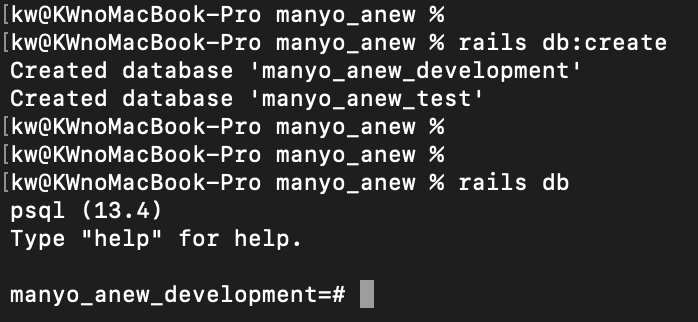 [kw@KWnoMacBook-Pro manyo_anew %
[kw@KWnoMacBook-Pro manyo_anew % rails db:create
Created database 'manyo_anew_development'
Created database 'manyo_anew_test'
[kw@KWnoMacBook-Pro manyo_anew %
[kw@KWnoMacBook-Pro manyo_anew %
[kw@KWnoMacBook-Pro manyo_anew % rails db
psql (13.4)
Type "help" for help.
manyo_anew_development=#